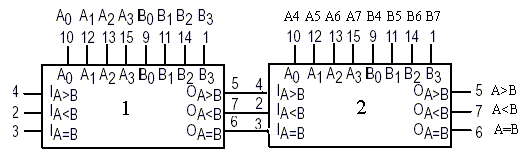 A0 A1 A2 A3 B0 B1 B2 B3 A4 A5 A6 A7 B4 B5 B6 B7
10 12 13 15 9 11 14 1 10 12 13 15 9 11 14 1
A0 A1 A2 A3 B0 B1 B2 B3 A0 A1 A2 A3 B0 B1 B2 B3
4 IA>B OA>B 5 4 IA>B OA>B 5 A>B
2 IA<B 1 OA<B 7 2 IA<B 2 OA<B 7 A<B
3 IA=B OA=B 6 3 IA=B OA=B 6 A=B